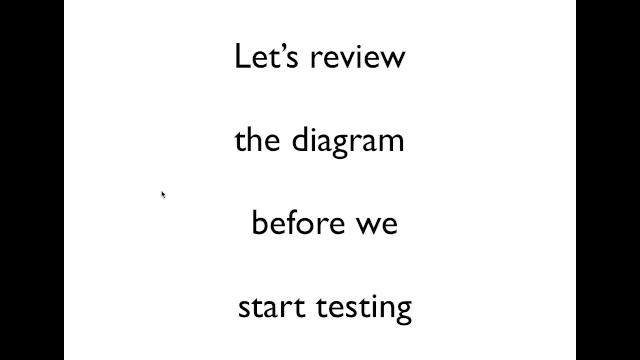 Let’s review
the diagram
before we
start testing